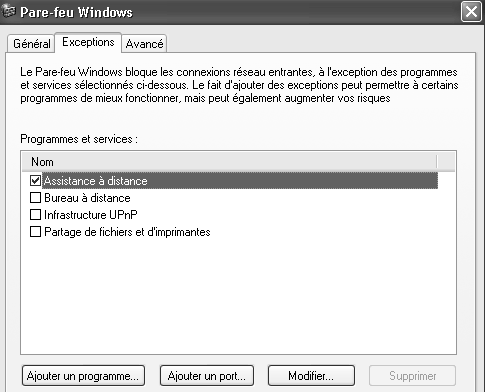 Pare-feu Windows
Général Exceptions Avancé
Le Pare-feu Windows bloque les connexions réseau entrantes, à l'exception des programmes
et services sélectionnés ci-dessous. Le fait d'ajouter des exceptions peut permettre à certains
programmes de mieux fonctionner, mais peut également augmenter vos risques
Programmes et services :
Nom
Assistance à distance
Bureau à distance
Infrastructure UPnP
Partage de fichiers et d'imprimantes
Ajouter un programme... Ajouter un port... Modifier... Supprimer